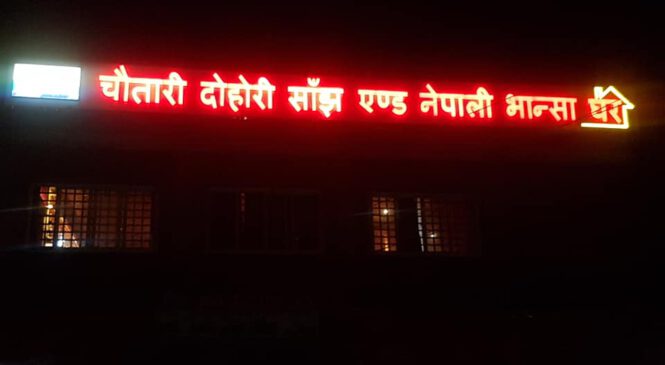 चौतारी दोहोरी साँझ एण्ड नेपाली भान्सा घर